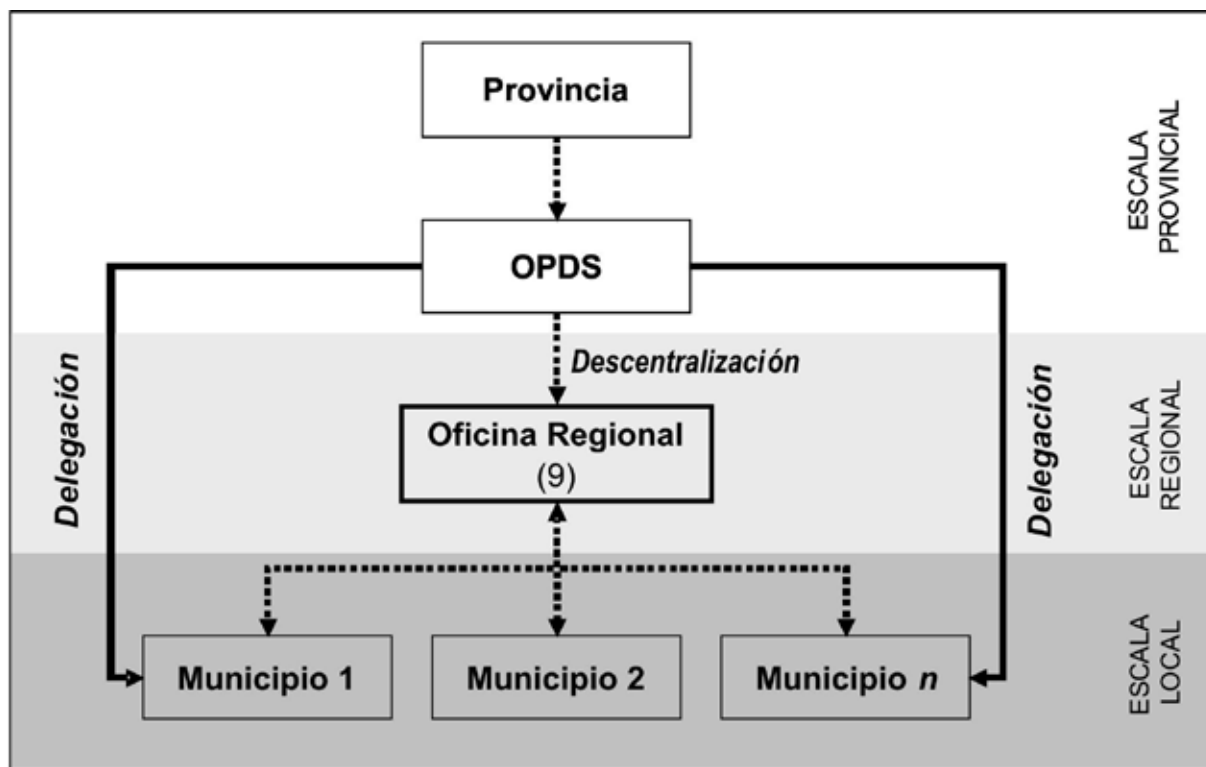 Provincia
ESCALA
PROVINCIAL
OPDS
Descentralización
Delegación
Oficina Regional
(9)
Delegación
ESCALA
REGIONAL
Municipio 1
Municipio 2
Municipio n
ESCALA
LOCAL